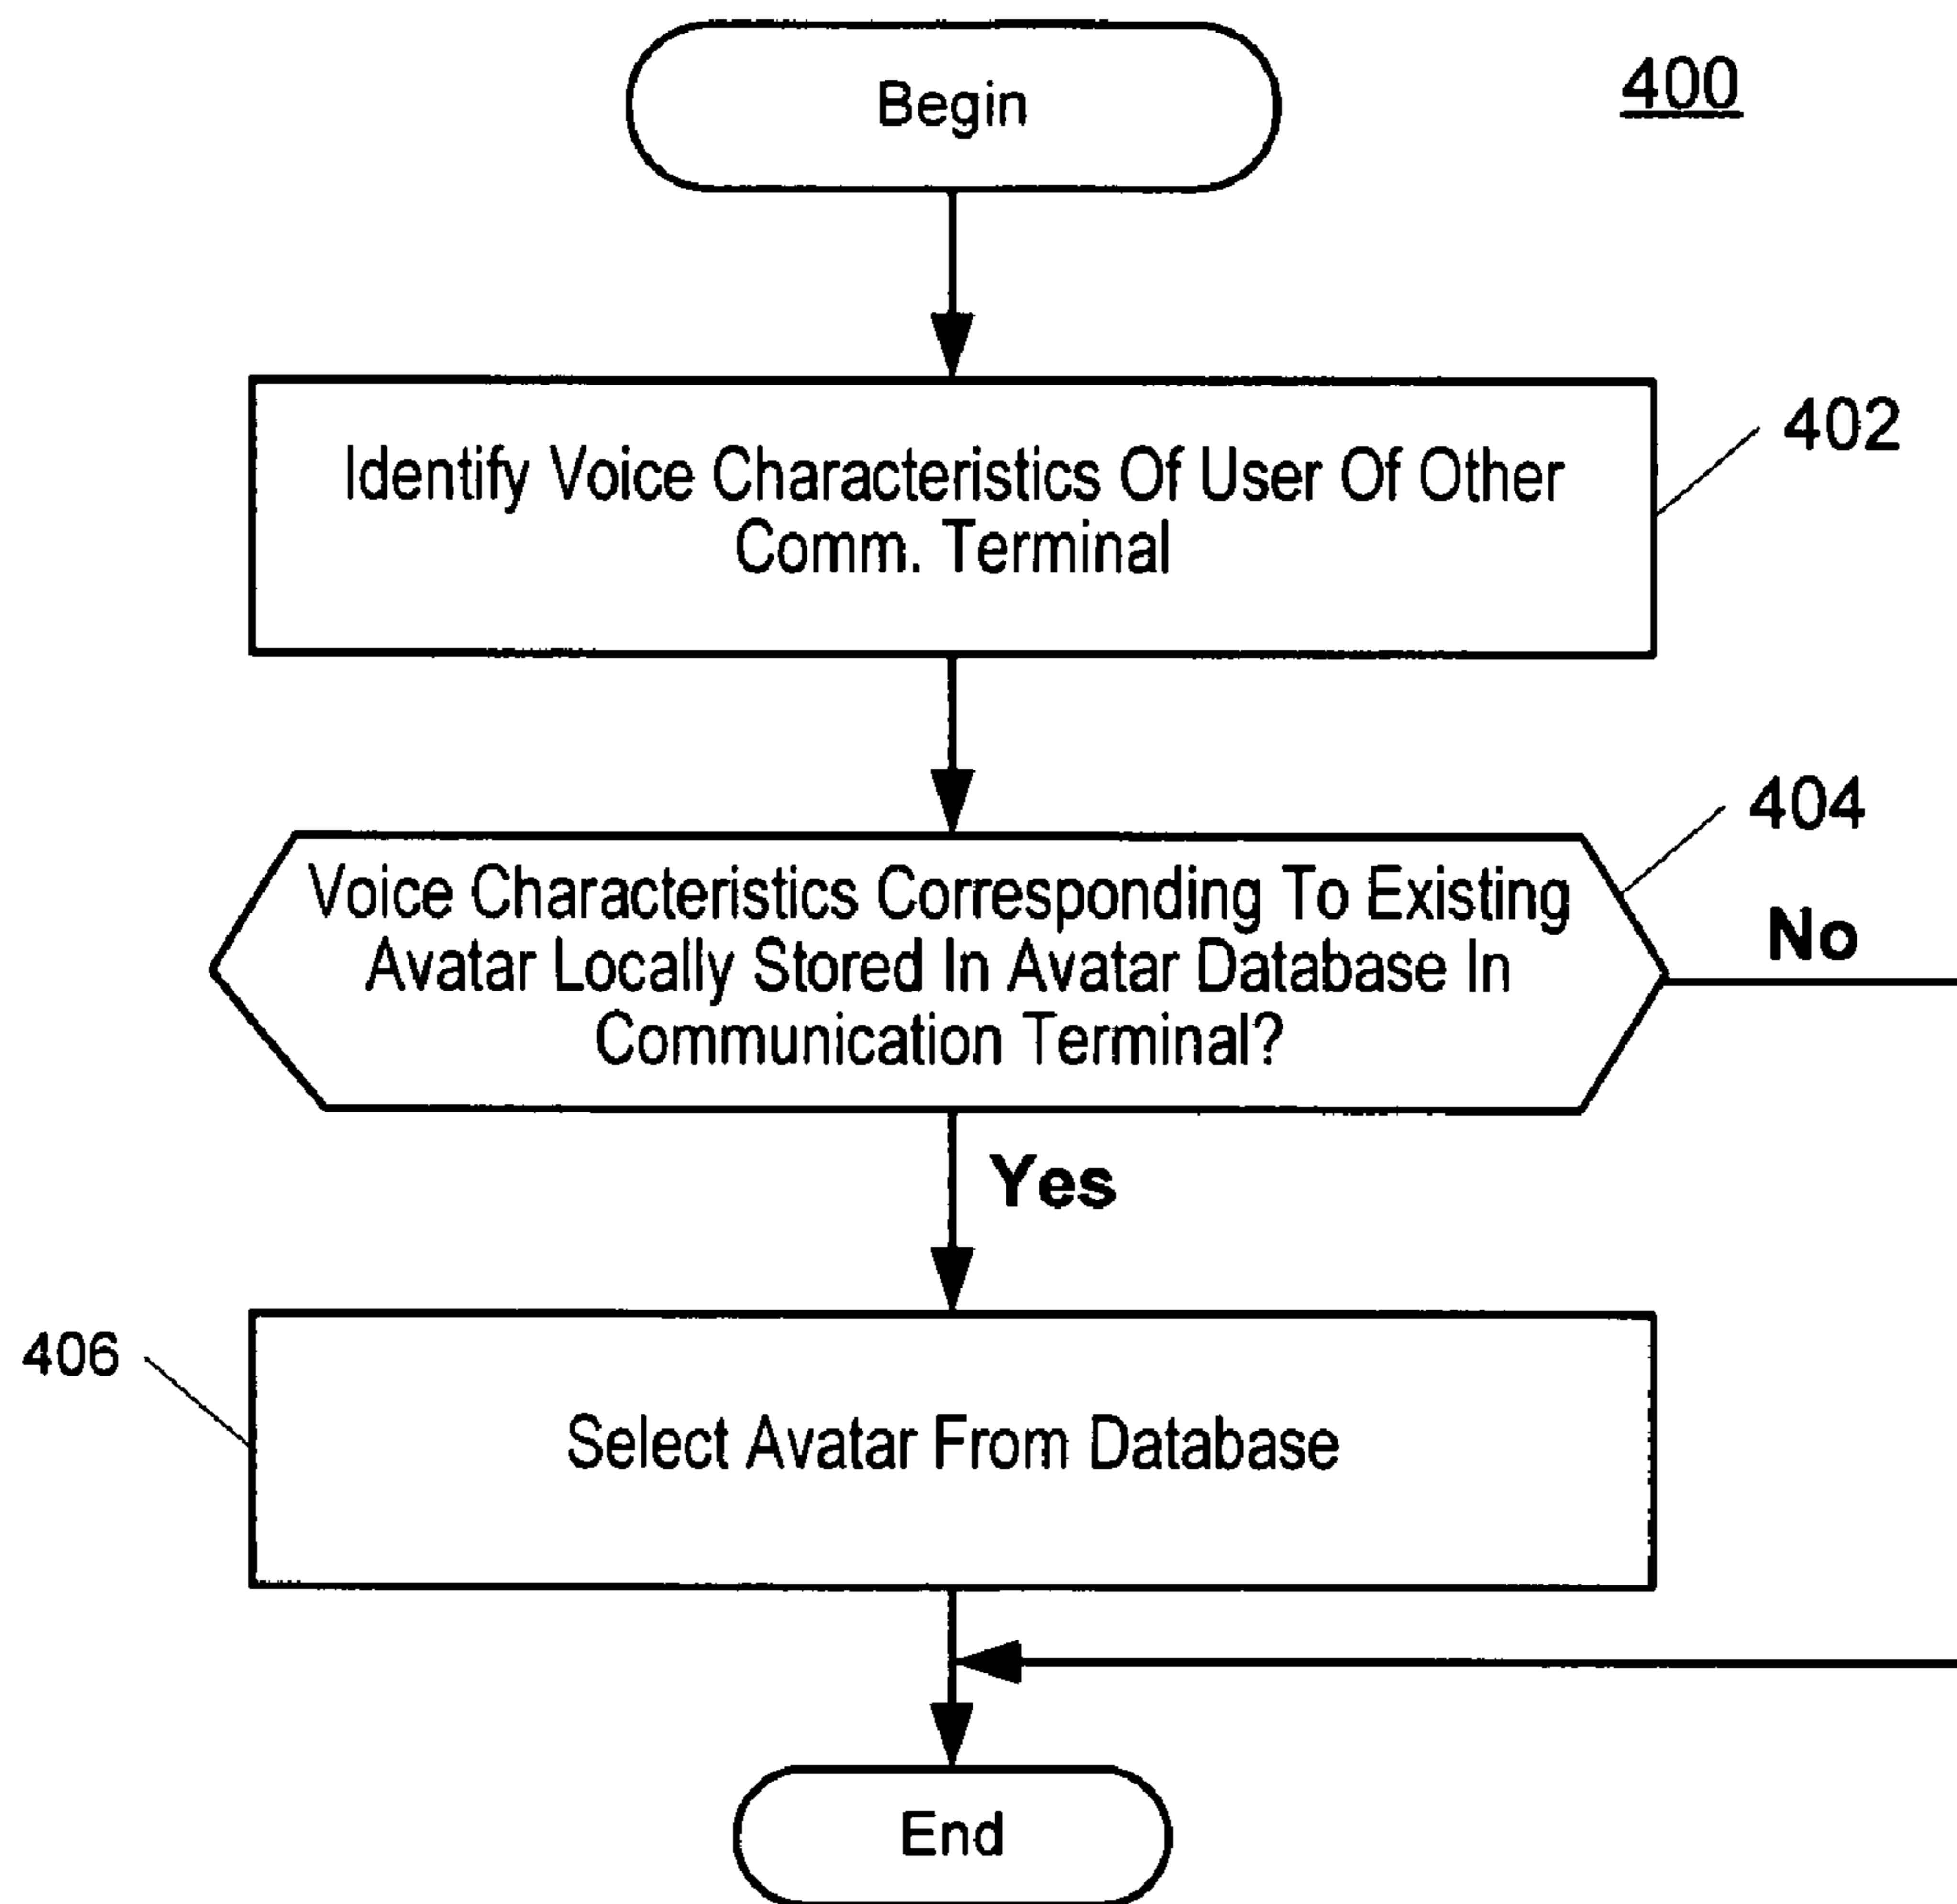 Begin
400
Identify Voice Characteristics Of User Of Other
Comm. Terminal
402
Voice Characteristics Corresponding To Existing
Avatar Locally Stored In Avatar Database In
Communication Terminal?
404
No
Yes
406
Select Avatar From Database
End